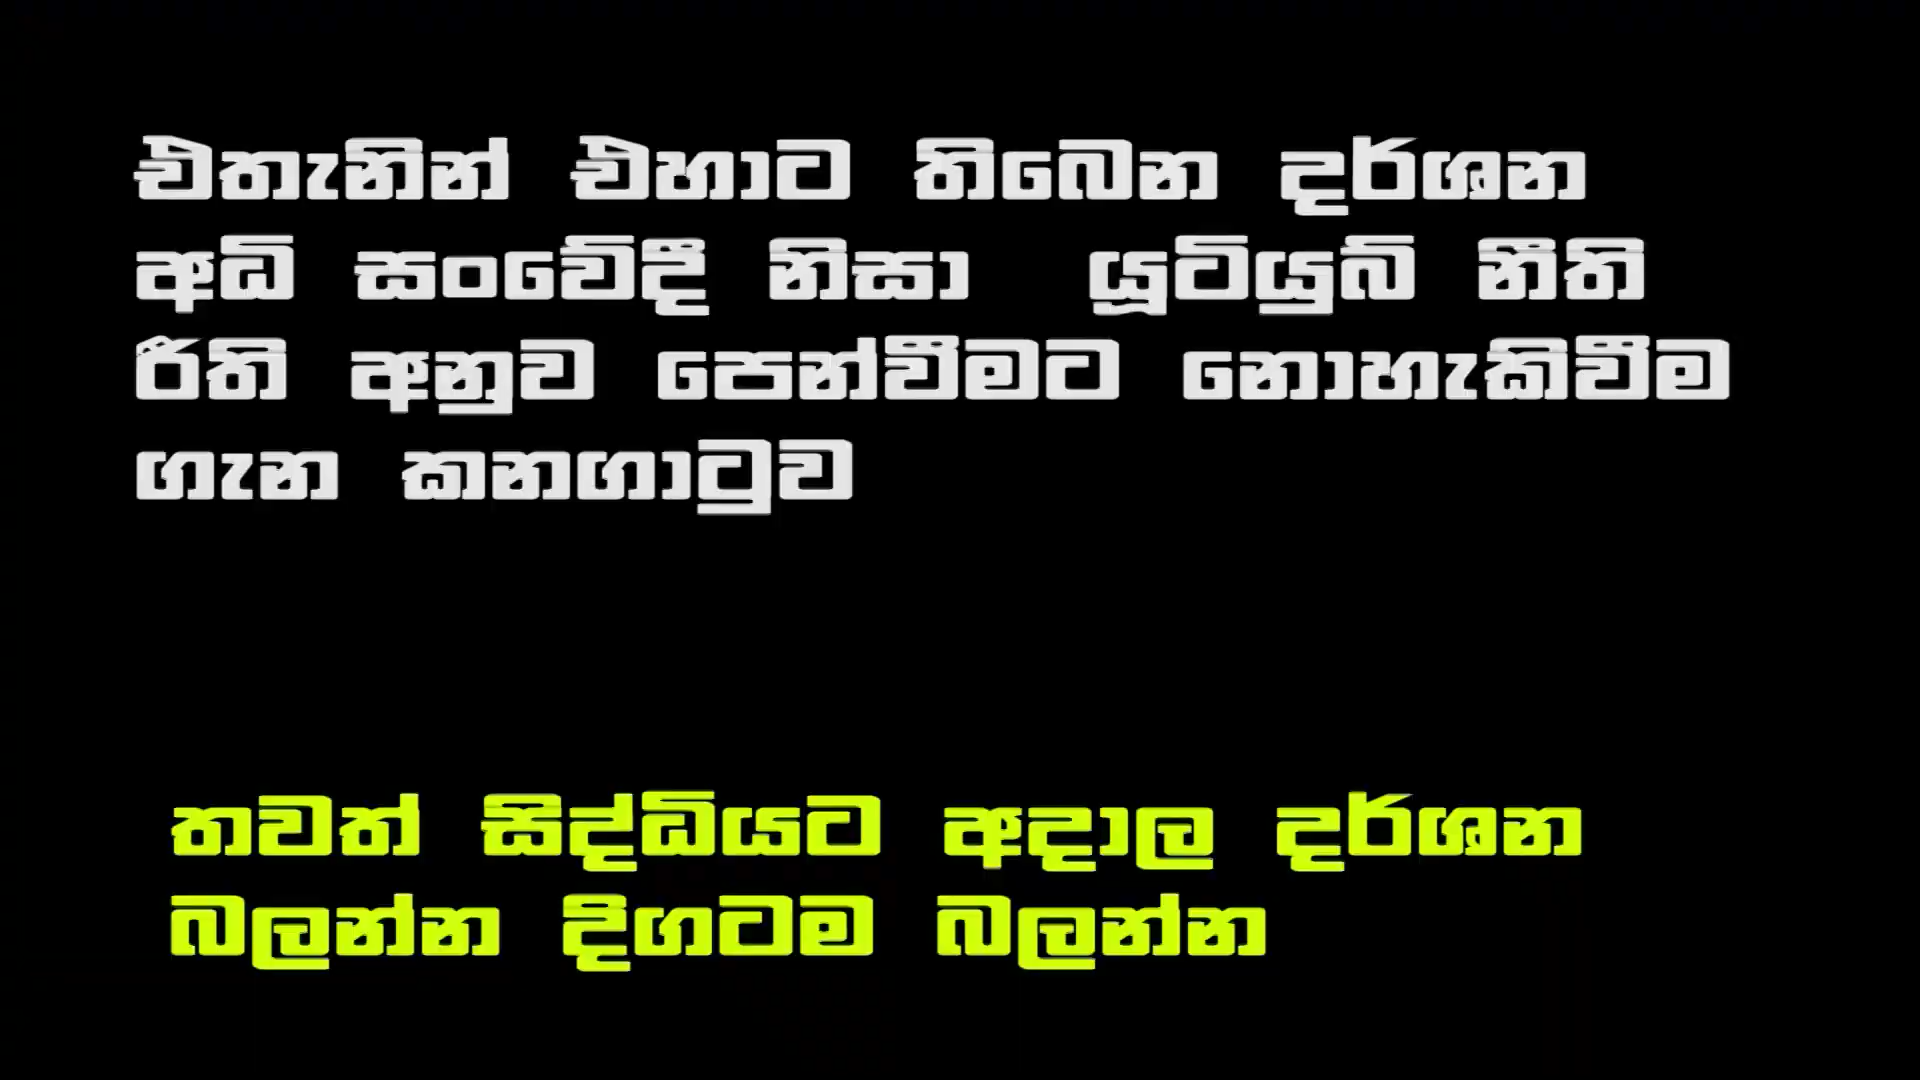 එතැනින් එහාට තිබෙන දර්ශන
අධි සංවේදී නිසා යූටියුබ් නීති
රීති අනුව පෙන්වීමට නොහැකිවීම
ගැන කනගාටුව
තවත් සිද්ධියට අදාල දර්ශන
බලන්න දිගටම බලන්න